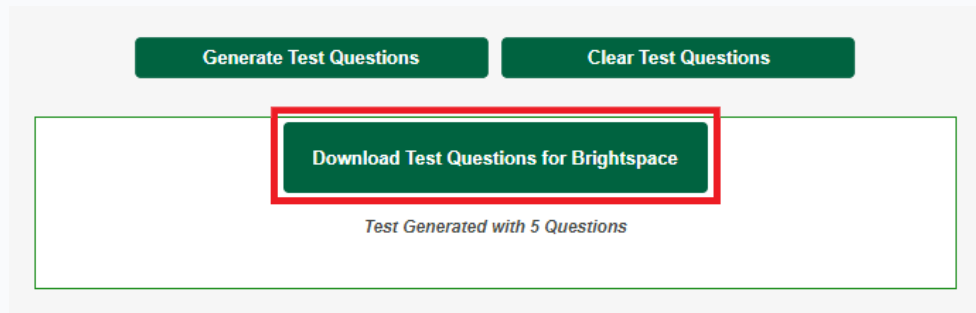 Generate Test Questions
Clear Test Questions
Download Test Questions for Brightspace
Test Generated with 5 Questions